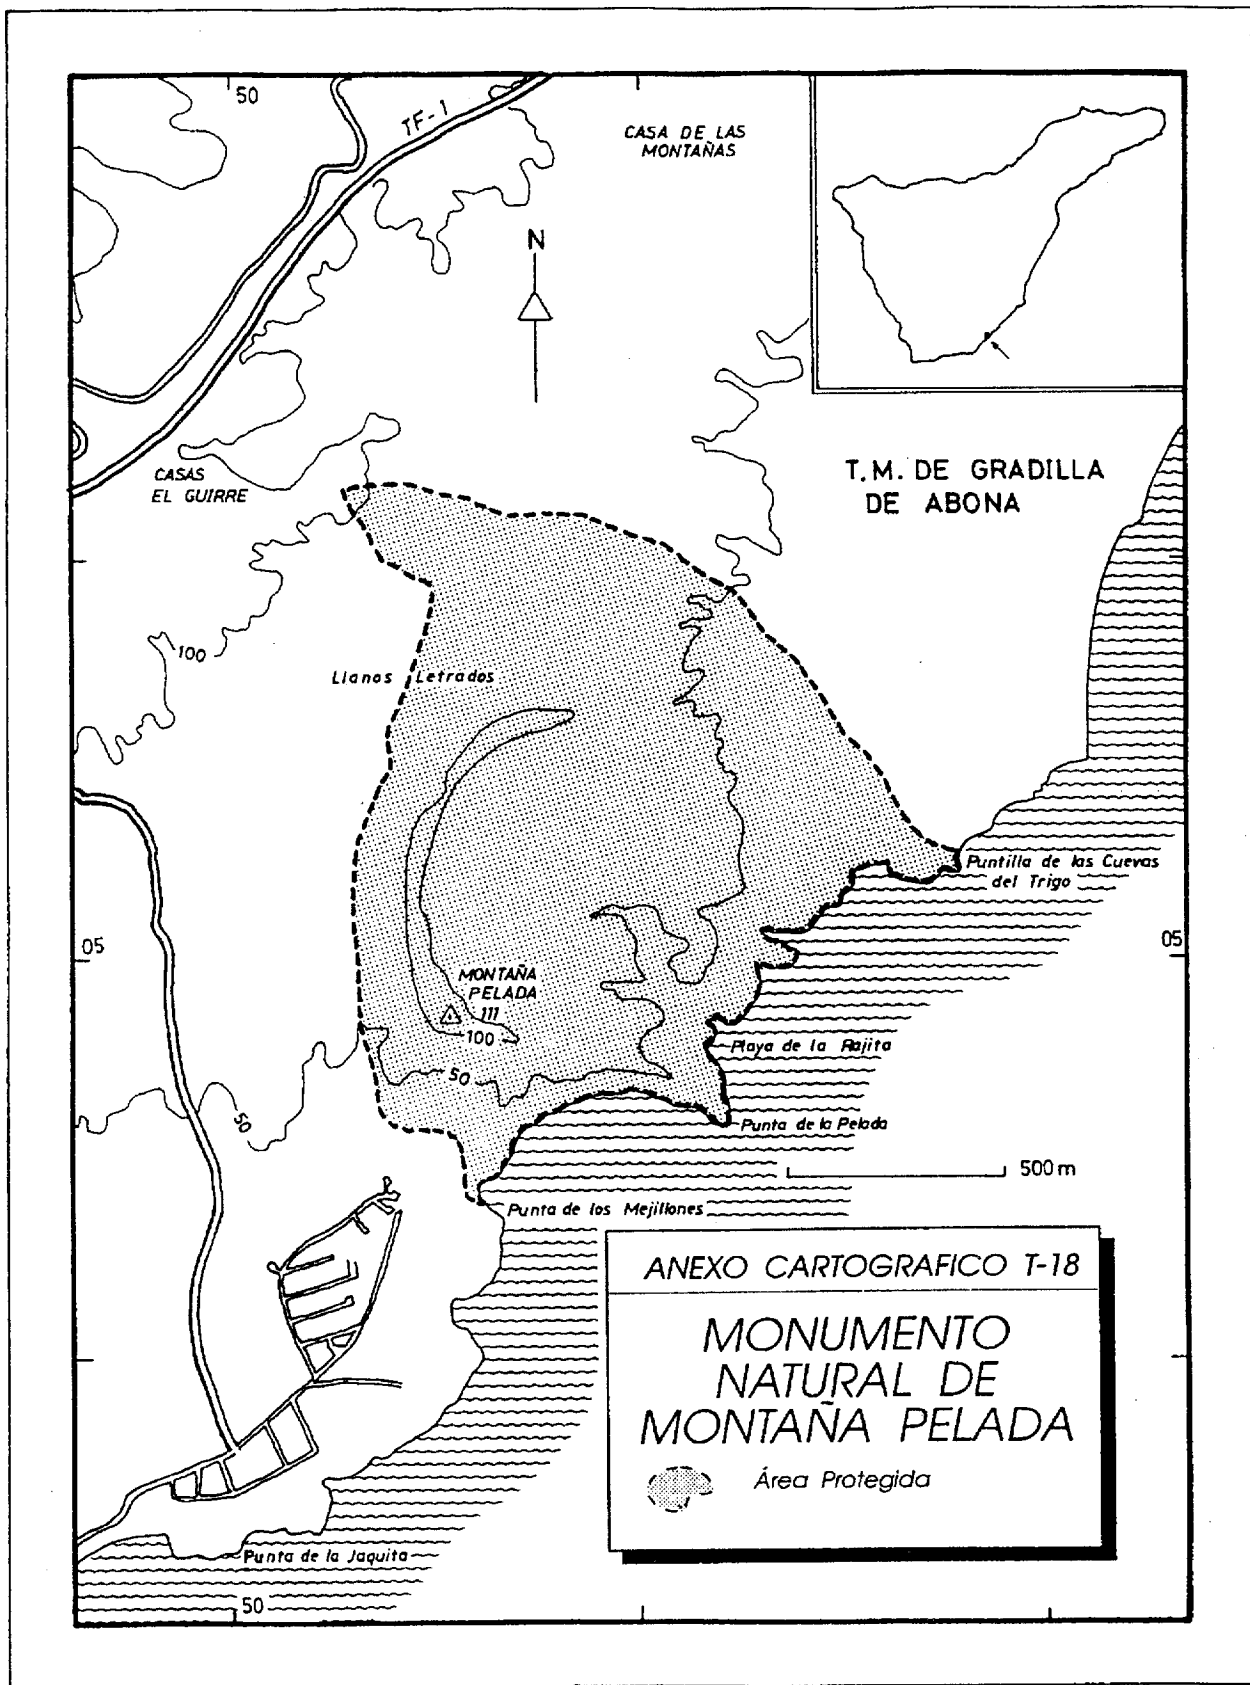 50
TF-1
CASA DE LAS
MONTAÑAS
N
T.M. DE GRADILLA
DE ABONA
CASAS
EL GUIRRE
100
Llanos Letrados
Puntilla de las Cuevas
del Trigo
05
05
MONTAÑA
PELADA
111
100
50
Playa de la Rajita
50
Punta de la Pelada
500 m
Punta de los Mejillones
ANEXO CARTOGRAFICO T-18
MONUMENTO
NATURAL DE
MONTAÑA PELADA
Área Protegida
Punta de la Jaquita
50